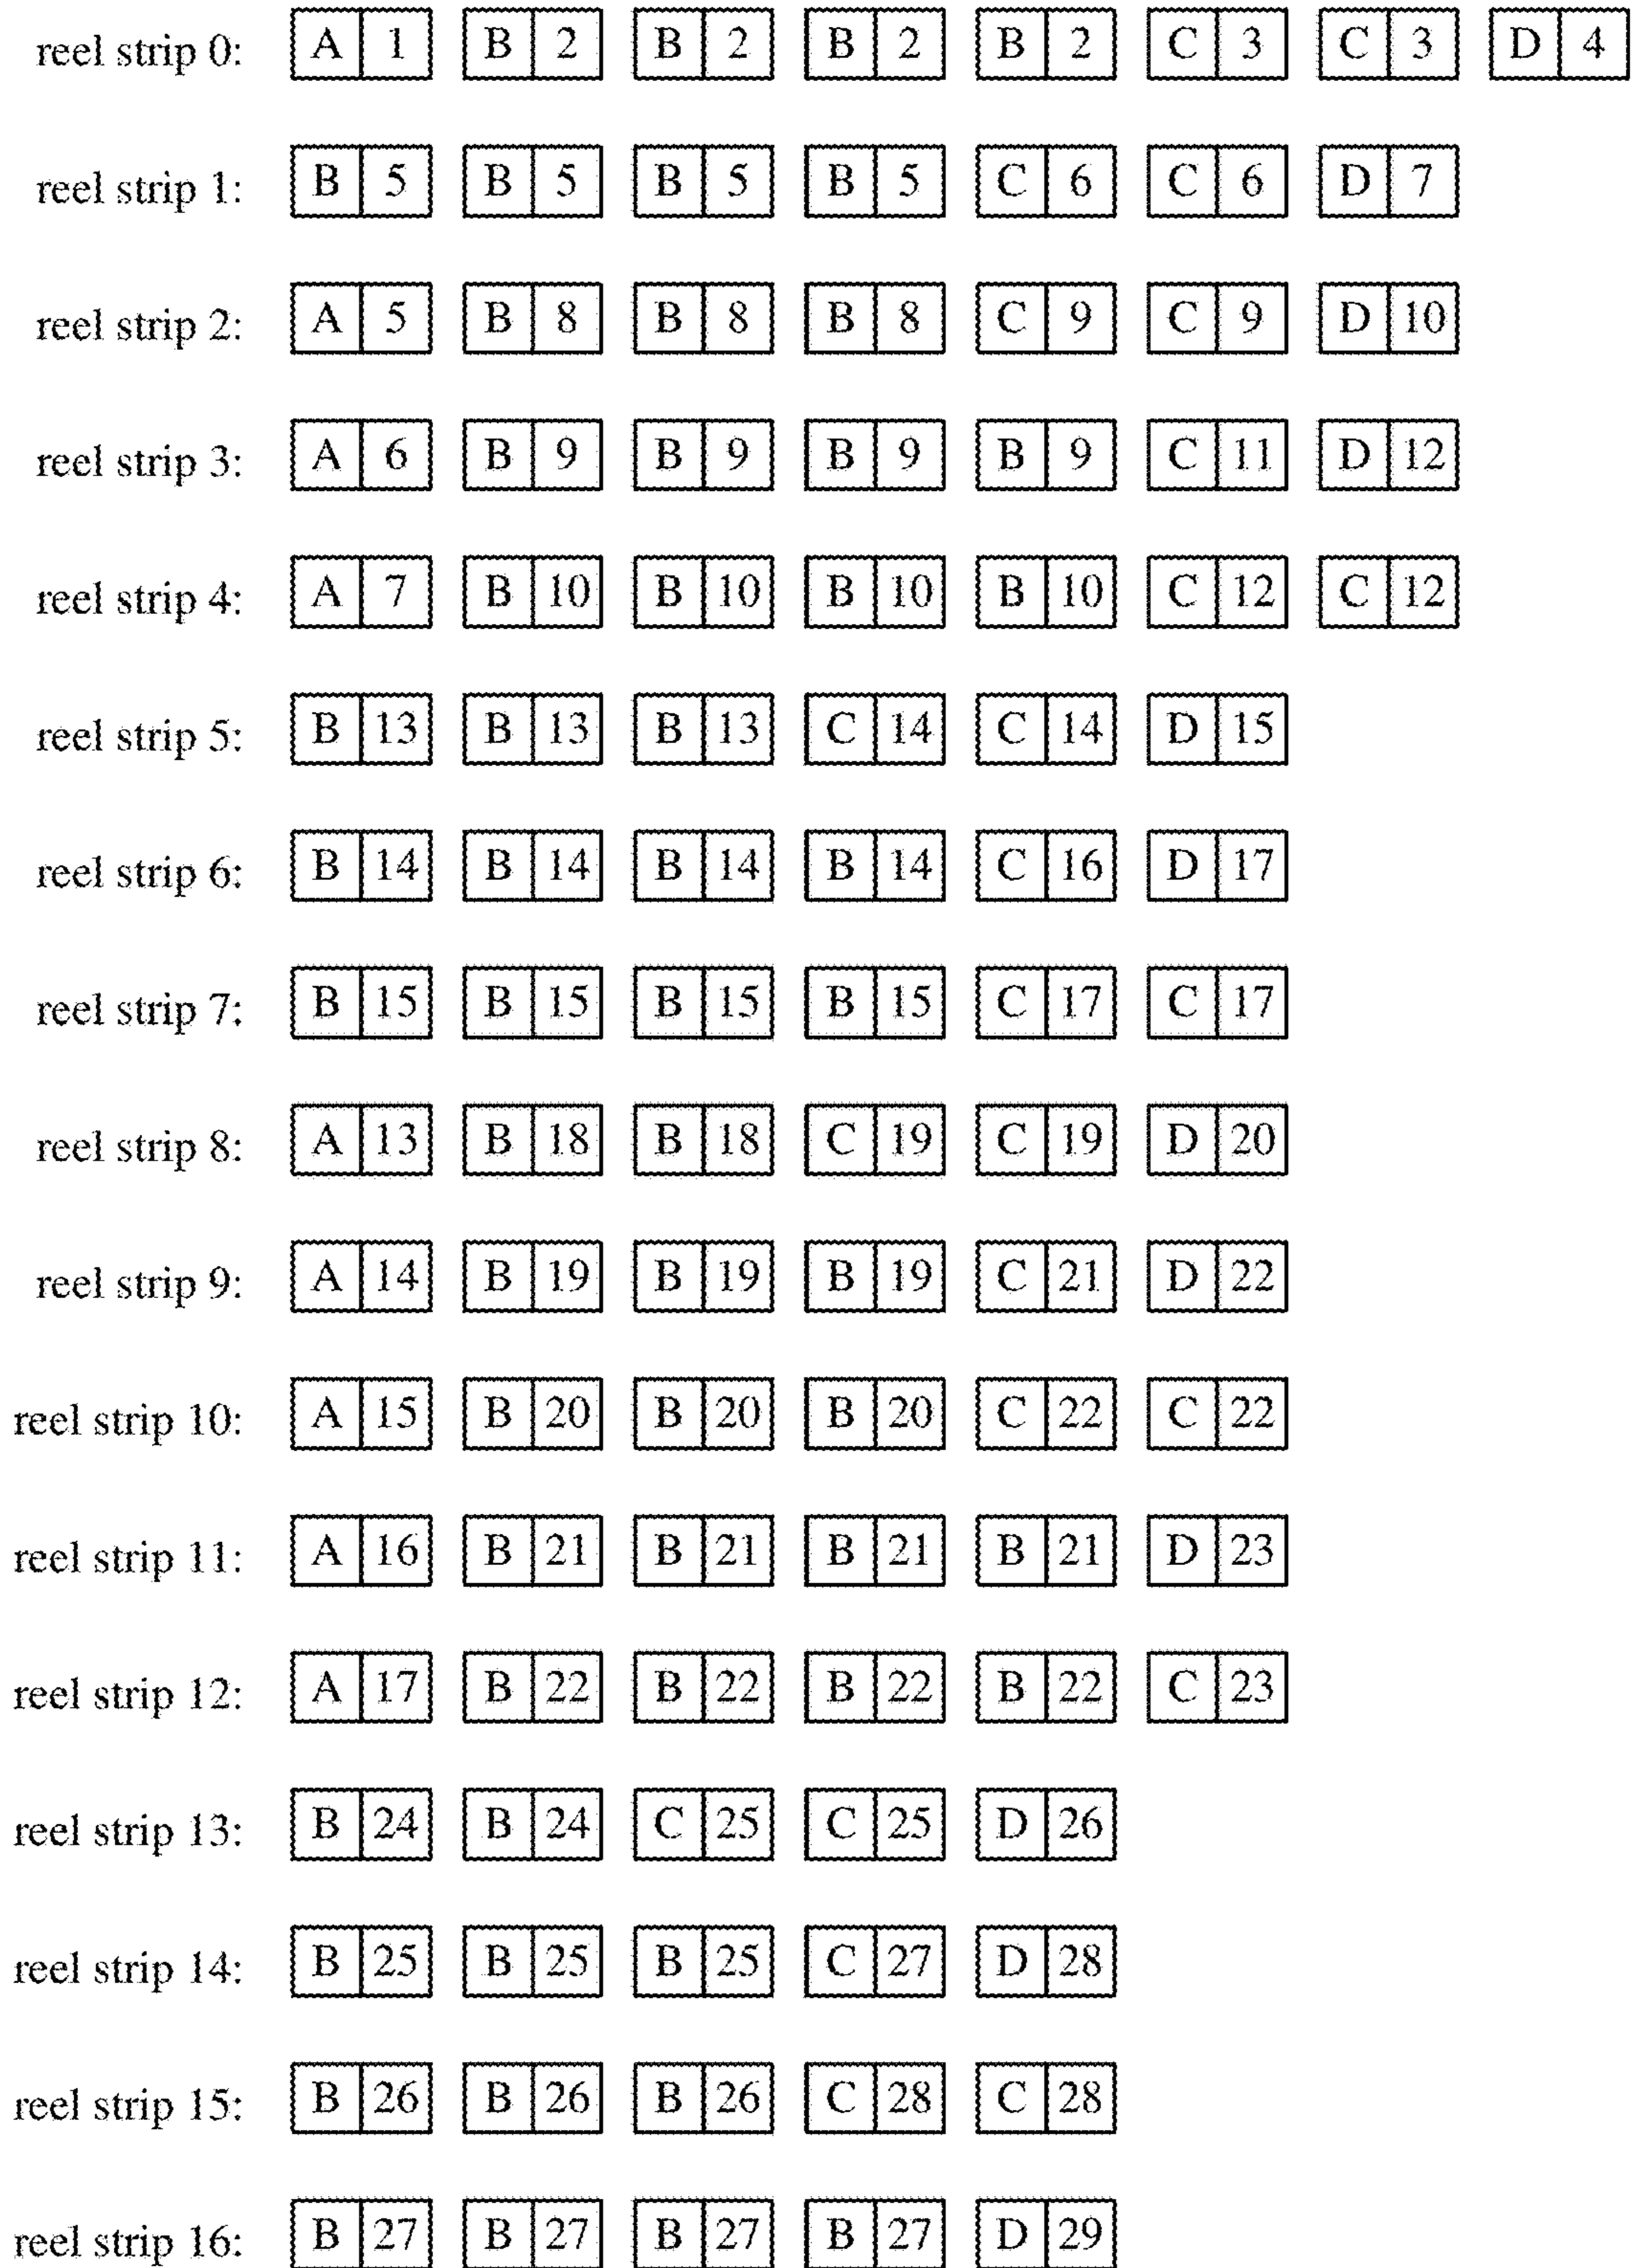 reel strip 0: A 1 B 2 B 2 B 2 B 2 C 3 C 3 D 4
reel strip 1: B 5 B 5 B 5 B 5 C 6 C 6 D 7
reel strip 2: A 5 B 8 B 8 B 8 C 9 C 9 D 10
reel strip 3: A 6 B 9 B 9 B 9 B 9 C 11 D 12
reel strip 4: A 7 B 10 B 10 B 10 B 10 C 12 C 12
reel strip 5: B 13 B 13 B 13 C 14 C 14 D 15
reel strip 6: B 14 B 14 B 14 B 14 C 16 D 17
reel strip 7: B 15 B 15 B 15 B 15 C 17 C 17
reel strip 8: A 13 B 18 B 18 C 19 C 19 D 20
reel strip 9: A 14 B 19 B 19 B 19 C 21 D 22
reel strip 10: A 15 B 20 B 20 B 20 C 22 C 22
reel strip 11: A 16 B 21 B 21 B 21 B 21 D 23
reel strip 12: A 17 B 22 B 22 B 22 B 22 C 23
reel strip 13: B 24 B 24 C 25 C 25 D 26
reel strip 14: B 25 B 25 B 25 C 27 D 28
reel strip 15: B 26 B 26 B 26 C 28 C 28
reel strip 16: B 27 B 27 B 27 B 27 D 29